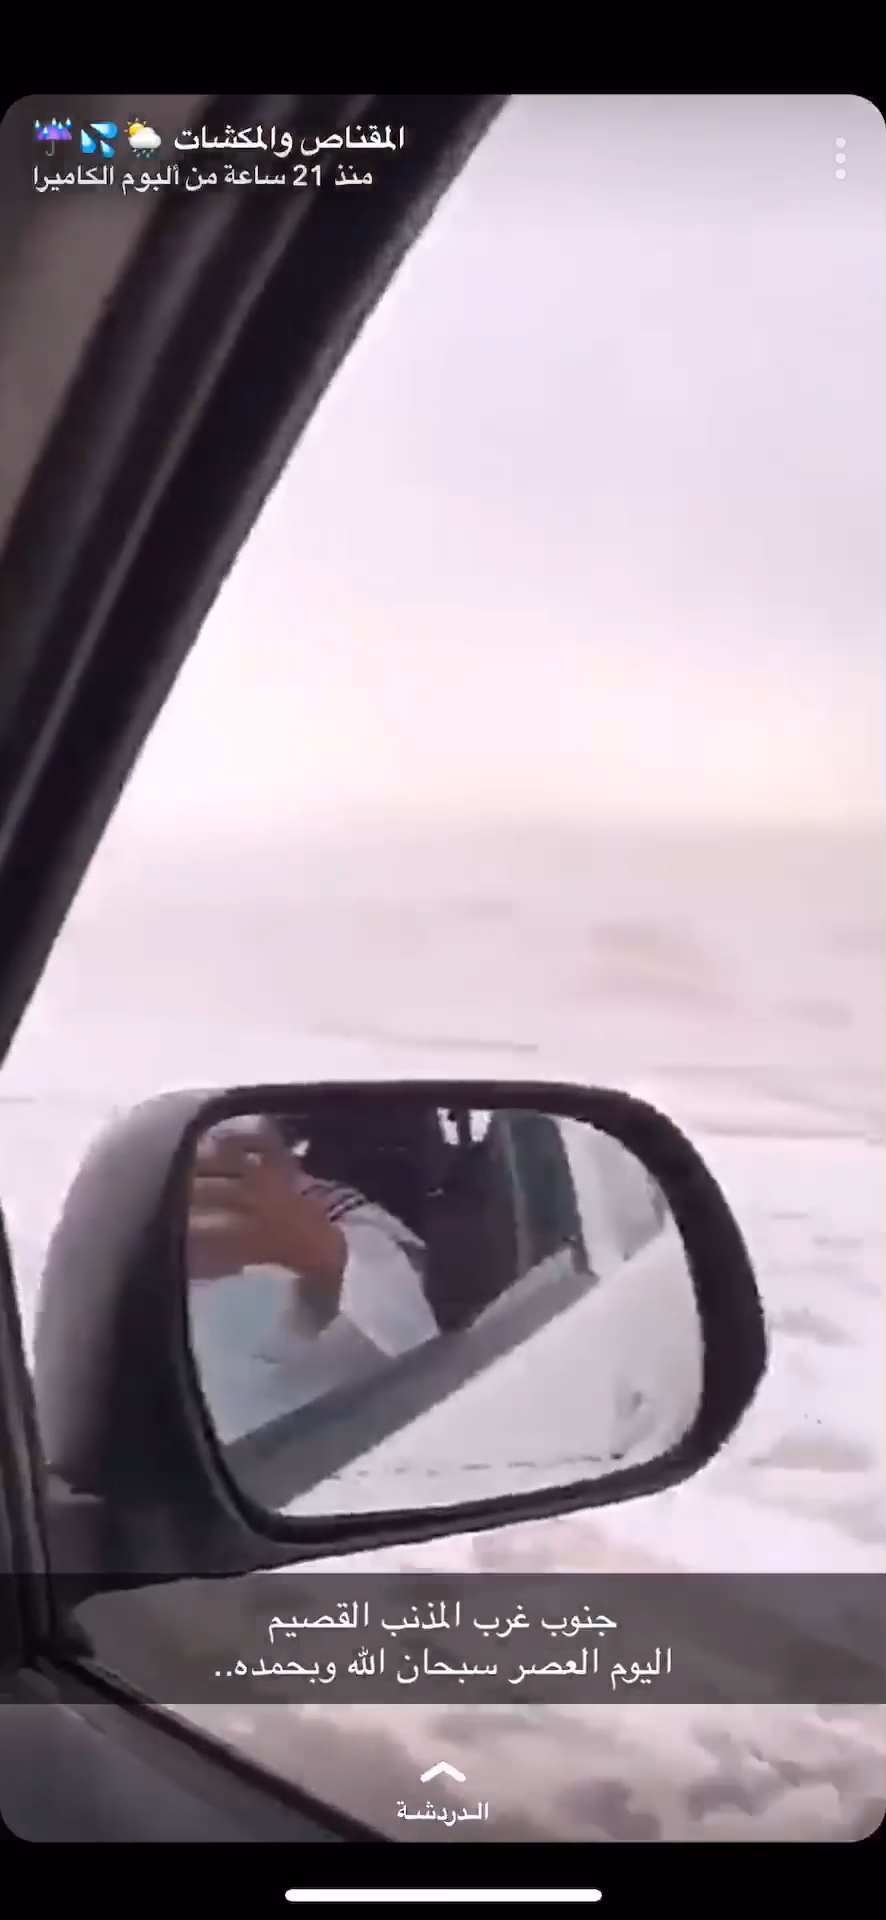 المقناص والمكشات 🌦️💦☔
منذ 21 ساعة من ألبوم الكاميرا
جنوب غرب المذنب القصيم
اليوم العصر سبحان الله وبحمده..
الدردشة